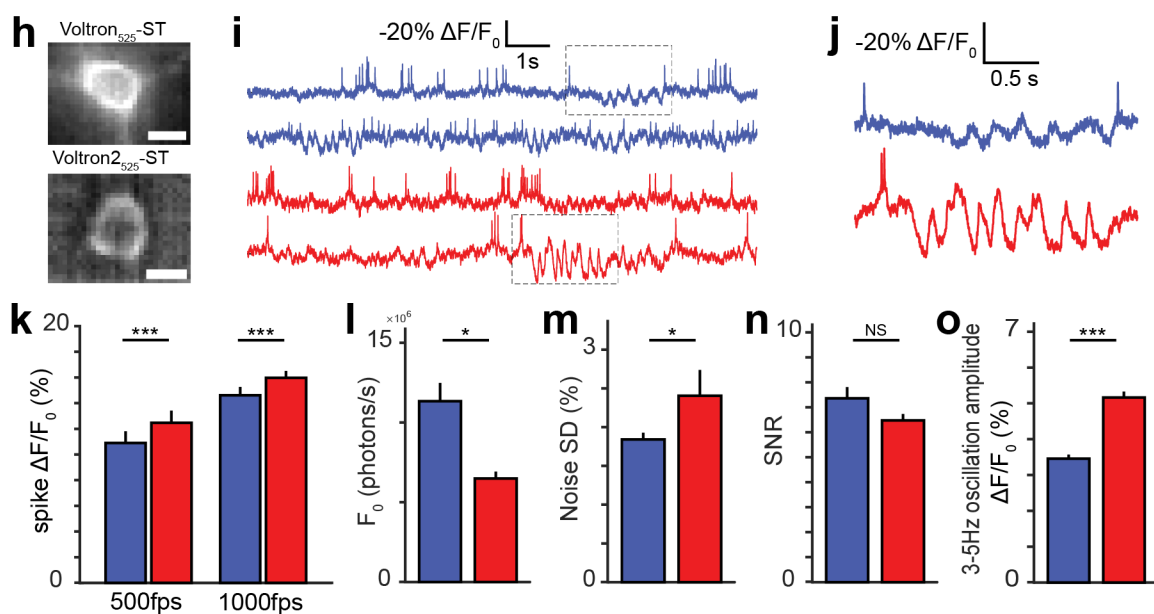 h
Voltron525-ST
Voltron2525-ST
i
-20% ΔF/F0
1s
j
-20% ΔF/F0
0.5 s
k
spike ΔF/F0 (%)
20
0
***
***
500fps
1000fps
l
F0 (photons/s)
×10⁶
15
0
*
m
Noise SD (%)
3
0
*
n
SNR
10
0
NS
o
3-5Hz oscillation amplitude
ΔF/F0 (%)
7
0
***